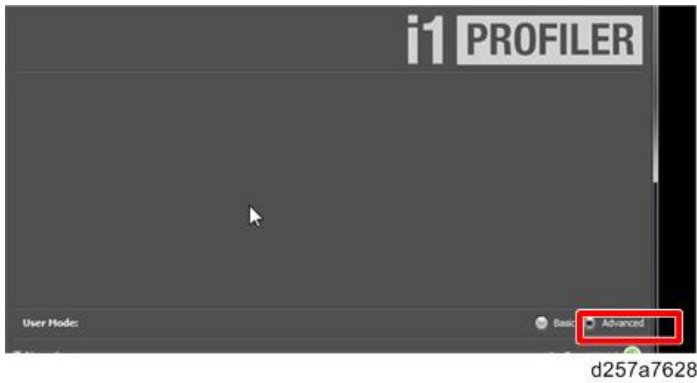 i1 PROFILER
User Mode:
Basic
Advanced
d257a7628